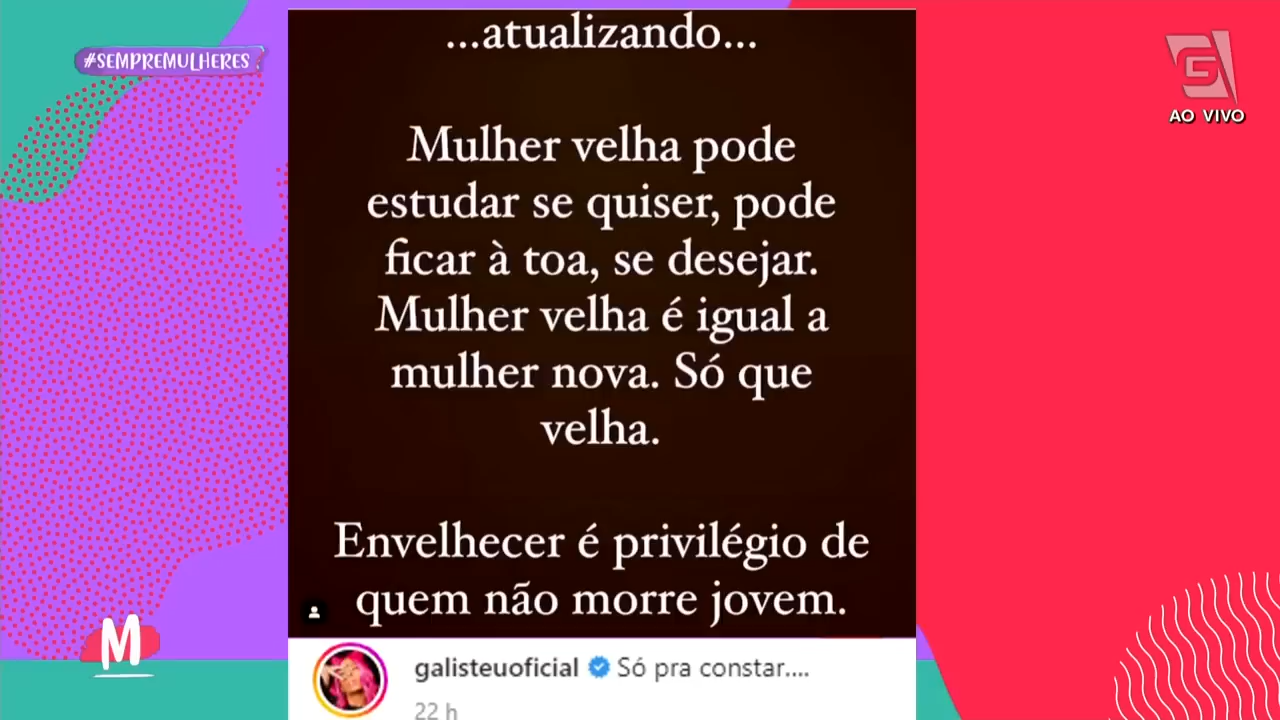 ...atualizando...
#SEMPREMULHERES
AO VIVO
Mulher velha pode
estudar se quiser, pode
ficar à toa, se desejar.
Mulher velha é igual a
mulher nova. Só que
velha.
Envelhecer é privilégio de
quem não morre jovem.
M
galisteuoficial Só pra constar....
22 h